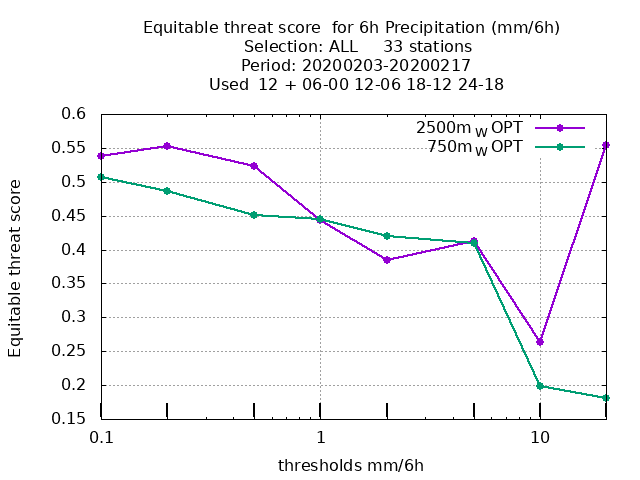 Equitable threat score  for 6h Precipitation (mm/6h)
Selection: ALL     33 stations
Period: 20200203-20200217
Used  12 + 06-00 12-06 18-12 24-18
2500m W OPT
750m W OPT
0.6
0.55
0.5
0.45
0.4
0.35
0.3
0.25
0.2
0.15
Equitable threat score
0.1 1 10
thresholds mm/6h